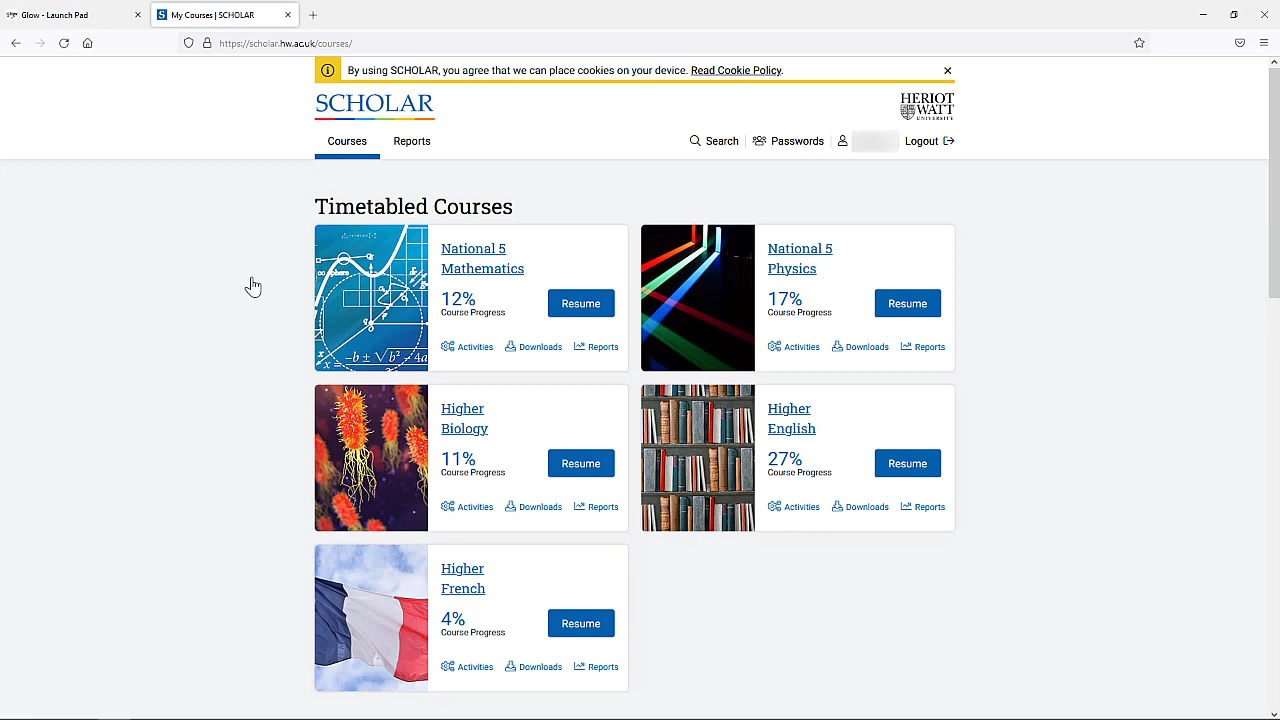 Glow - Launch Pad
My Courses | SCHOLAR
https://scholar.hw.ac.uk/courses/
By using SCHOLAR, you agree that we can place cookies on your device. Read Cookie Policy.
SCHOLAR
HERIOT
WATT
UNIVERSITY
Courses Reports Search Passwords Logout
Timetabled Courses
National 5
Mathematics
12%
Course Progress
Resume
Activities Downloads Reports
National 5
Physics
17%
Course Progress
Resume
Activities Downloads Reports
Higher
Biology
11%
Course Progress
Resume
Activities Downloads Reports
Higher
English
27%
Course Progress
Resume
Activities Downloads Reports
Higher
French
4%
Course Progress
Resume
Activities Downloads Reports